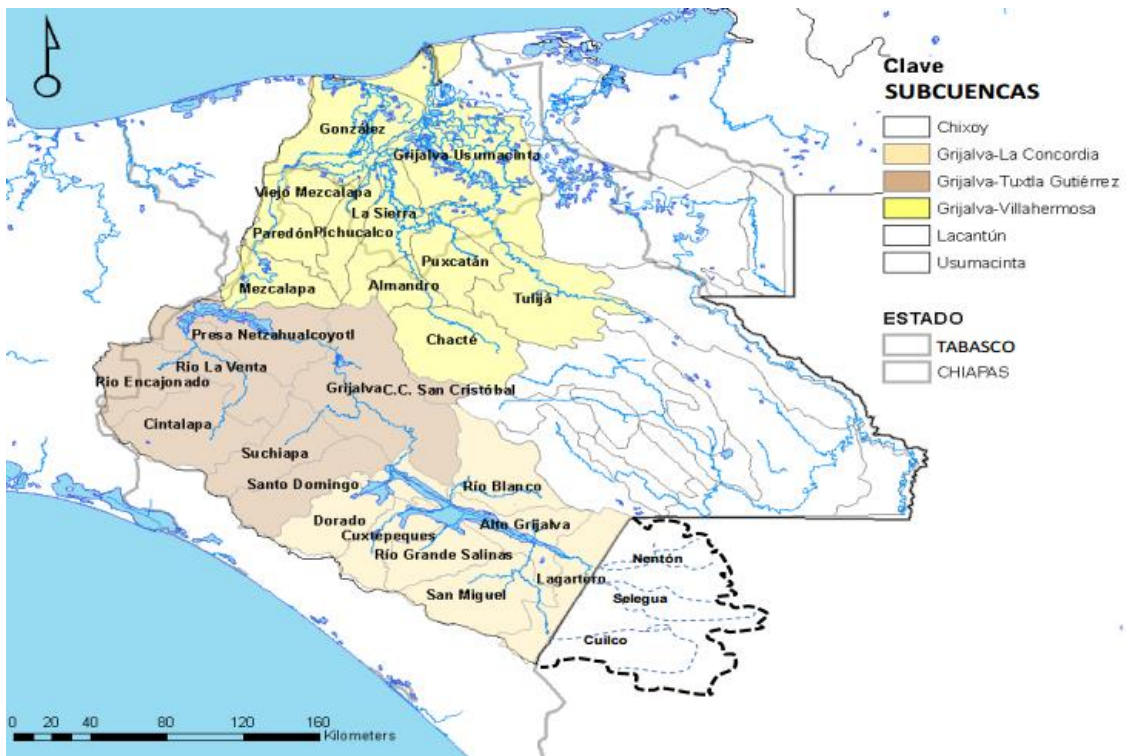 González
Grijalva Usumacinta
Viejo Mezcalapa
La Sierra
Paredón
Pichucalco
Puxcatán
Mezcalapa
Almandro
Tulijá
Chacté
Presa Netzahualcoyotl
Río La Venta
Rio Encajonado
Grijalva
C.C. San Cristóbal
Cintalapa
Suchiapa
Santo Domingo
Río Blanco
Dorado
Alto Grijalva
Cuxtepeques
Río Grande Salinas
Lagartero
San Miguel
Nentón
Selegua
Cuilco
Clave
SUBCUENCAS
Chixoy
Grijalva-La Concordia
Grijalva-Tuxtla Gutiérrez
Grijalva-Villahermosa
Lacantún
Usumacinta
ESTADO
TABASCO
CHIAPAS
0 20 40 80 120 160
Kilometers